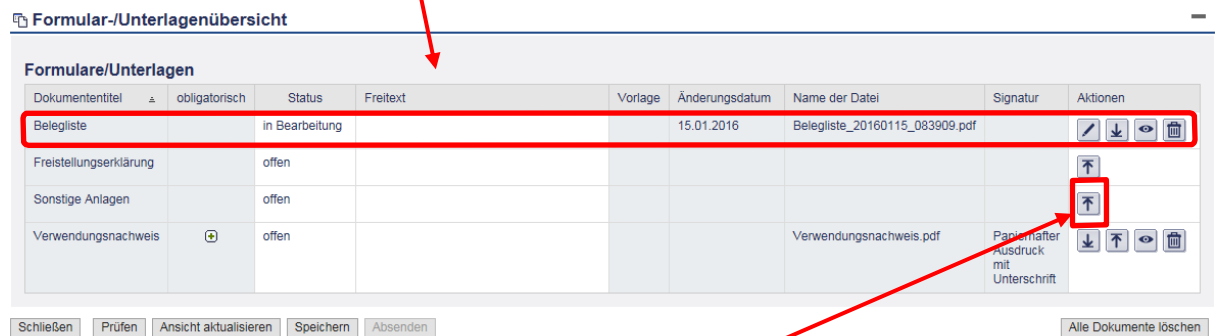 Formular-/Unterlagenübersicht
Formulare/Unterlagen
Dokumententitel obligatorisch Status Freitext Vorlage Änderungsdatum Name der Datei Signatur Aktionen
Belegliste in Bearbeitung 15.01.2016 Belegliste_20160115_083909.pdf
Freistellungserklärung offen
Sonstige Anlagen offen
Verwendungsnachweis offen Verwendungsnachweis.pdf Papierhafter
Ausdruck
mit
Unterschrift
Schließen Prüfen Ansicht aktualisieren Speichern Absenden Alle Dokumente löschen